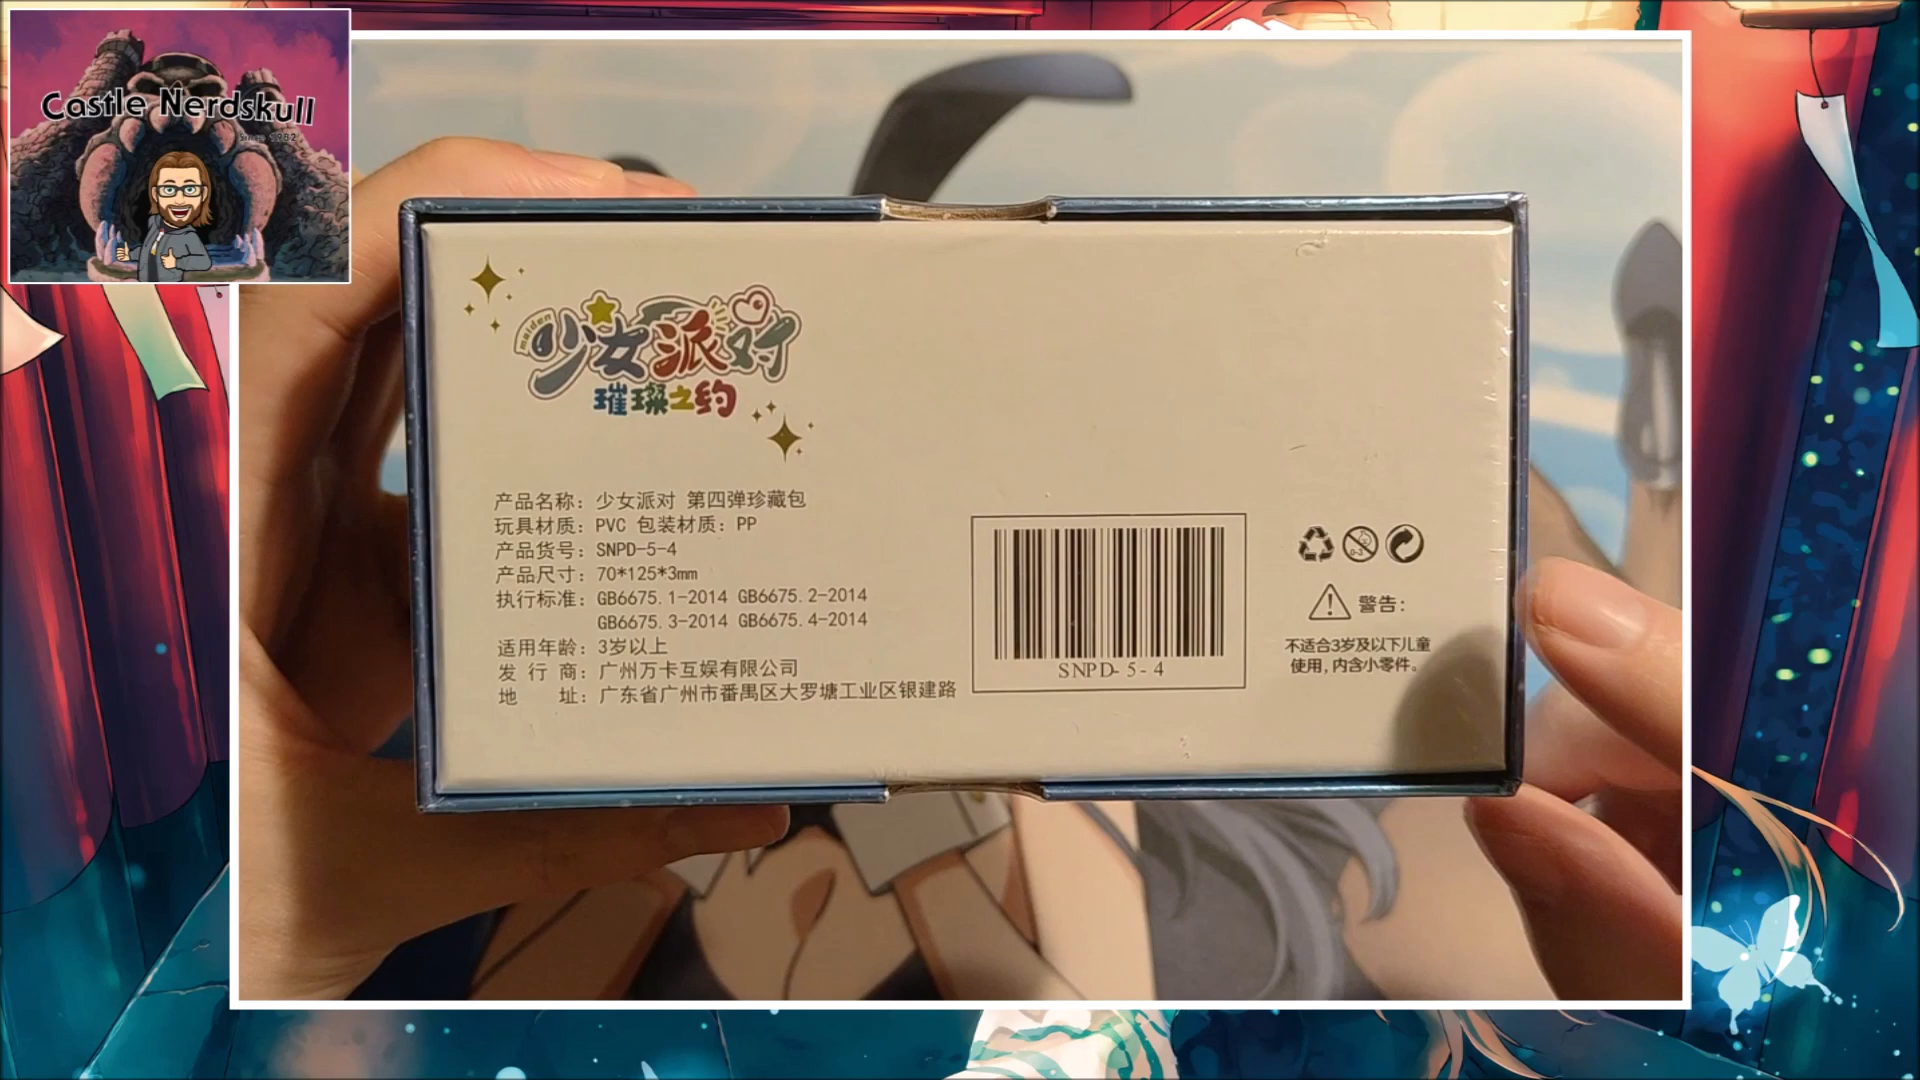 Castle Nerdskull
Since 1982
maiden
少女派对
璀璨之约
产品名称：少女派对 第四弹珍藏包
玩具材质：PVC 包装材质：PP
产品货号：SNPD-5-4
产品尺寸：70*125*3mm
执行标准：GB6675.1-2014 GB6675.2-2014
GB6675.3-2014 GB6675.4-2014
适用年龄：3岁以上
发 行 商：广州万卡互娱有限公司
地　　址：广东省广州市番禺区大罗塘工业区银建路
SNPD-5-4
0-3
警告：
不适合3岁及以下儿童
使用，内含小零件。